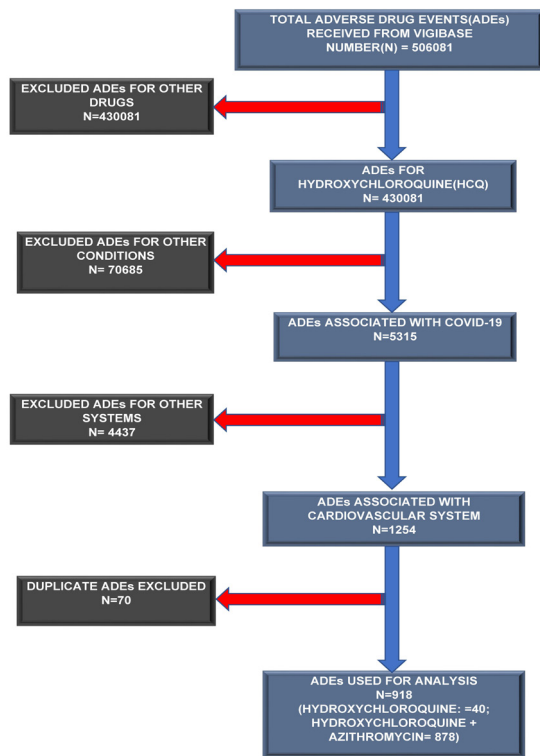 TOTAL ADVERSE DRUG EVENTS(ADEs)
RECEIVED FROM VIGIBASE
NUMBER(N) = 506081
EXCLUDED ADEs FOR OTHER
DRUGS
N=430081
ADEs FOR
HYDROXYCHLOROQUINE(HCQ)
N= 430081
EXCLUDED ADEs FOR OTHER
CONDITIONS
N= 70685
ADEs ASSOCIATED WITH COVID-19
N=5315
EXCLUDED ADEs FOR OTHER
SYSTEMS
N= 4437
ADEs ASSOCIATED WITH
CARDIOVASCULAR SYSTEM
N=1254
DUPLICATE ADEs EXCLUDED
N=70
ADEs USED FOR ANALYSIS
N=918
(HYDROXYCHLOROQUINE: =40;
HYDROXYCHLOROQUINE +
AZITHROMYCIN= 878)